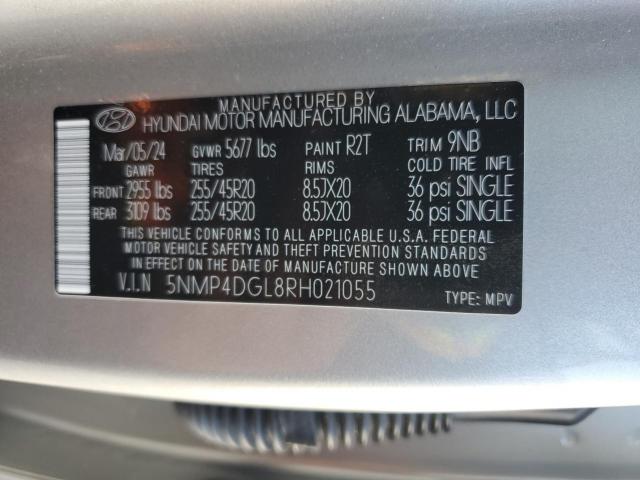 MANUFACTURED BY
HYUNDAI MOTOR MANUFACTURING ALABAMA, LLC
Mar/05/24 GVWR 5677 lbs PAINT R2T TRIM 9NB
GAWR TIRES RIMS COLD TIRE INFL
FRONT 2955 lbs 255/45R20 8.5JX20 36 psi SINGLE
REAR 3109 lbs 255/45R20 8.5JX20 36 psi SINGLE
THIS VEHICLE CONFORMS TO ALL APPLICABLE U.S.A. FEDERAL
MOTOR VEHICLE SAFETY AND THEFT PREVENTION STANDARDS
IN EFFECT ON THE DATE OF MANUFACTURE SHOWN ABOVE.
V.I.N 5NMP4DGL8RH021055 TYPE: MPV